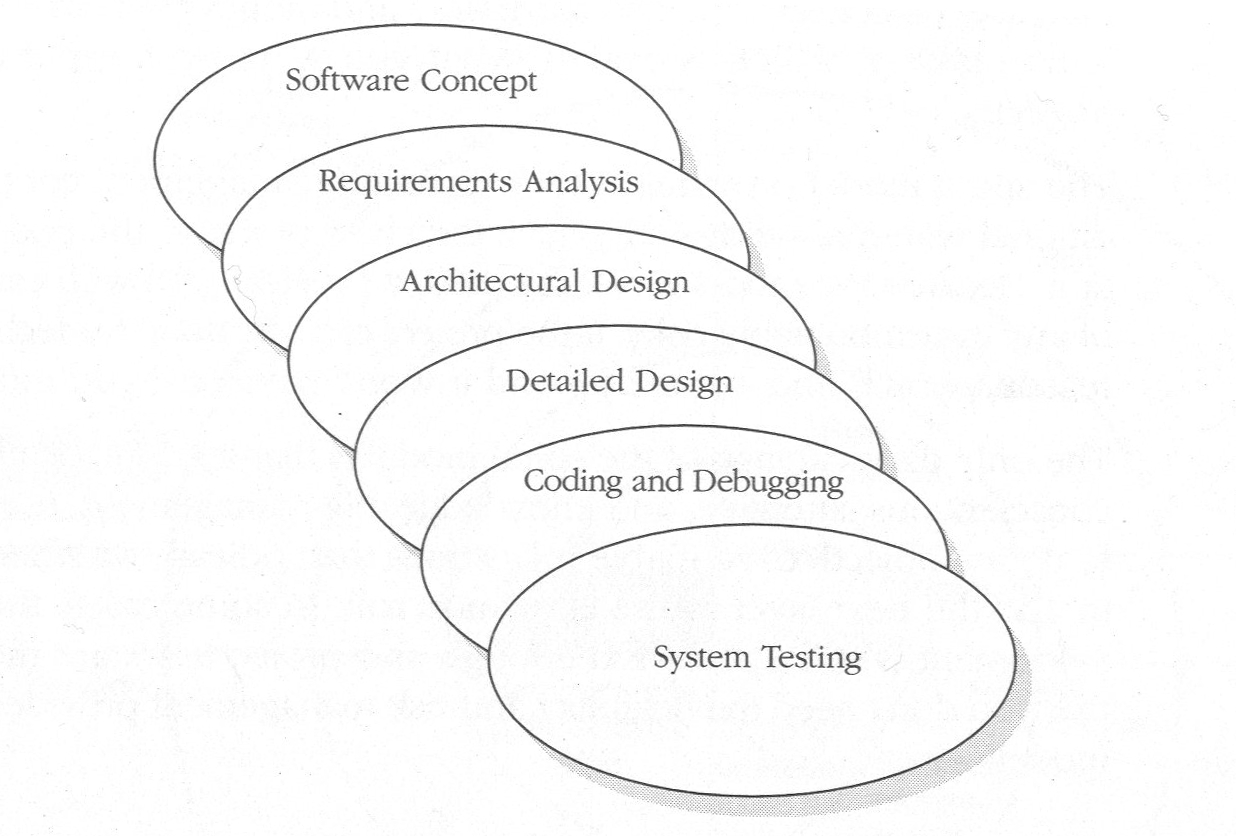 Software Concept
Requirements Analysis
Architectural Design
Detailed Design
Coding and Debugging
System Testing